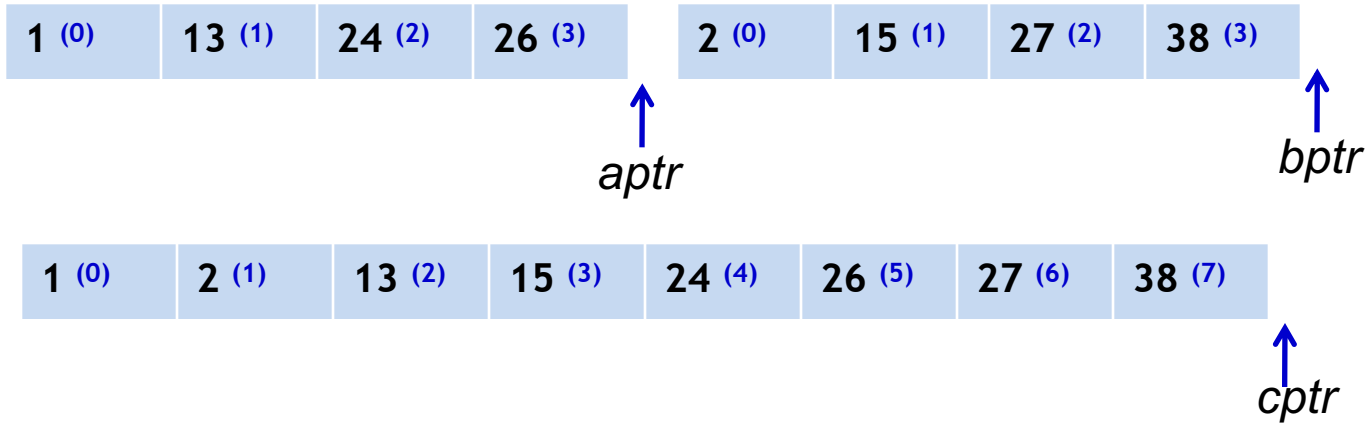 1 (0) 13 (1) 24 (2) 26 (3) 2 (0) 15 (1) 27 (2) 38 (3)
aptr bptr
1 (0) 2 (1) 13 (2) 15 (3) 24 (4) 26 (5) 27 (6) 38 (7)
cptr